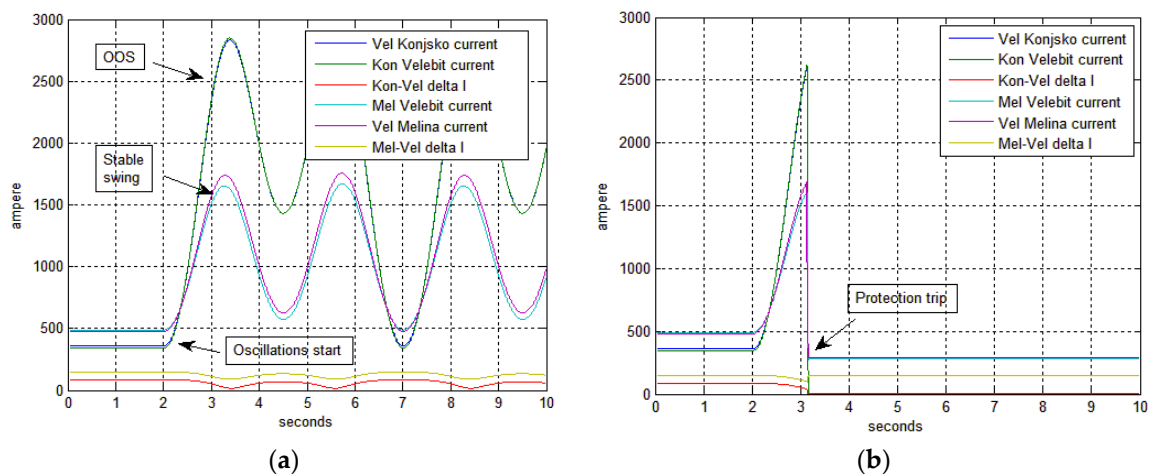 3000
2500
2000
1500
1000
500
0
ampere
OOS
Stable
swing
Oscillations start
Vel Konjsko current
Kon Velebit current
Kon-Vel delta I
Mel Velebit current
Vel Melina current
Mel-Vel delta I
0 1 2 3 4 5 6 7 8 9 10
seconds
(a)
3000
2500
2000
1500
1000
500
0
ampere
Vel Konjsko current
Kon Velebit current
Kon-Vel delta I
Mel Velebit current
Vel Melina current
Mel-Vel delta I
Protection trip
0 1 2 3 4 5 6 7 8 9 10
seconds
(b)